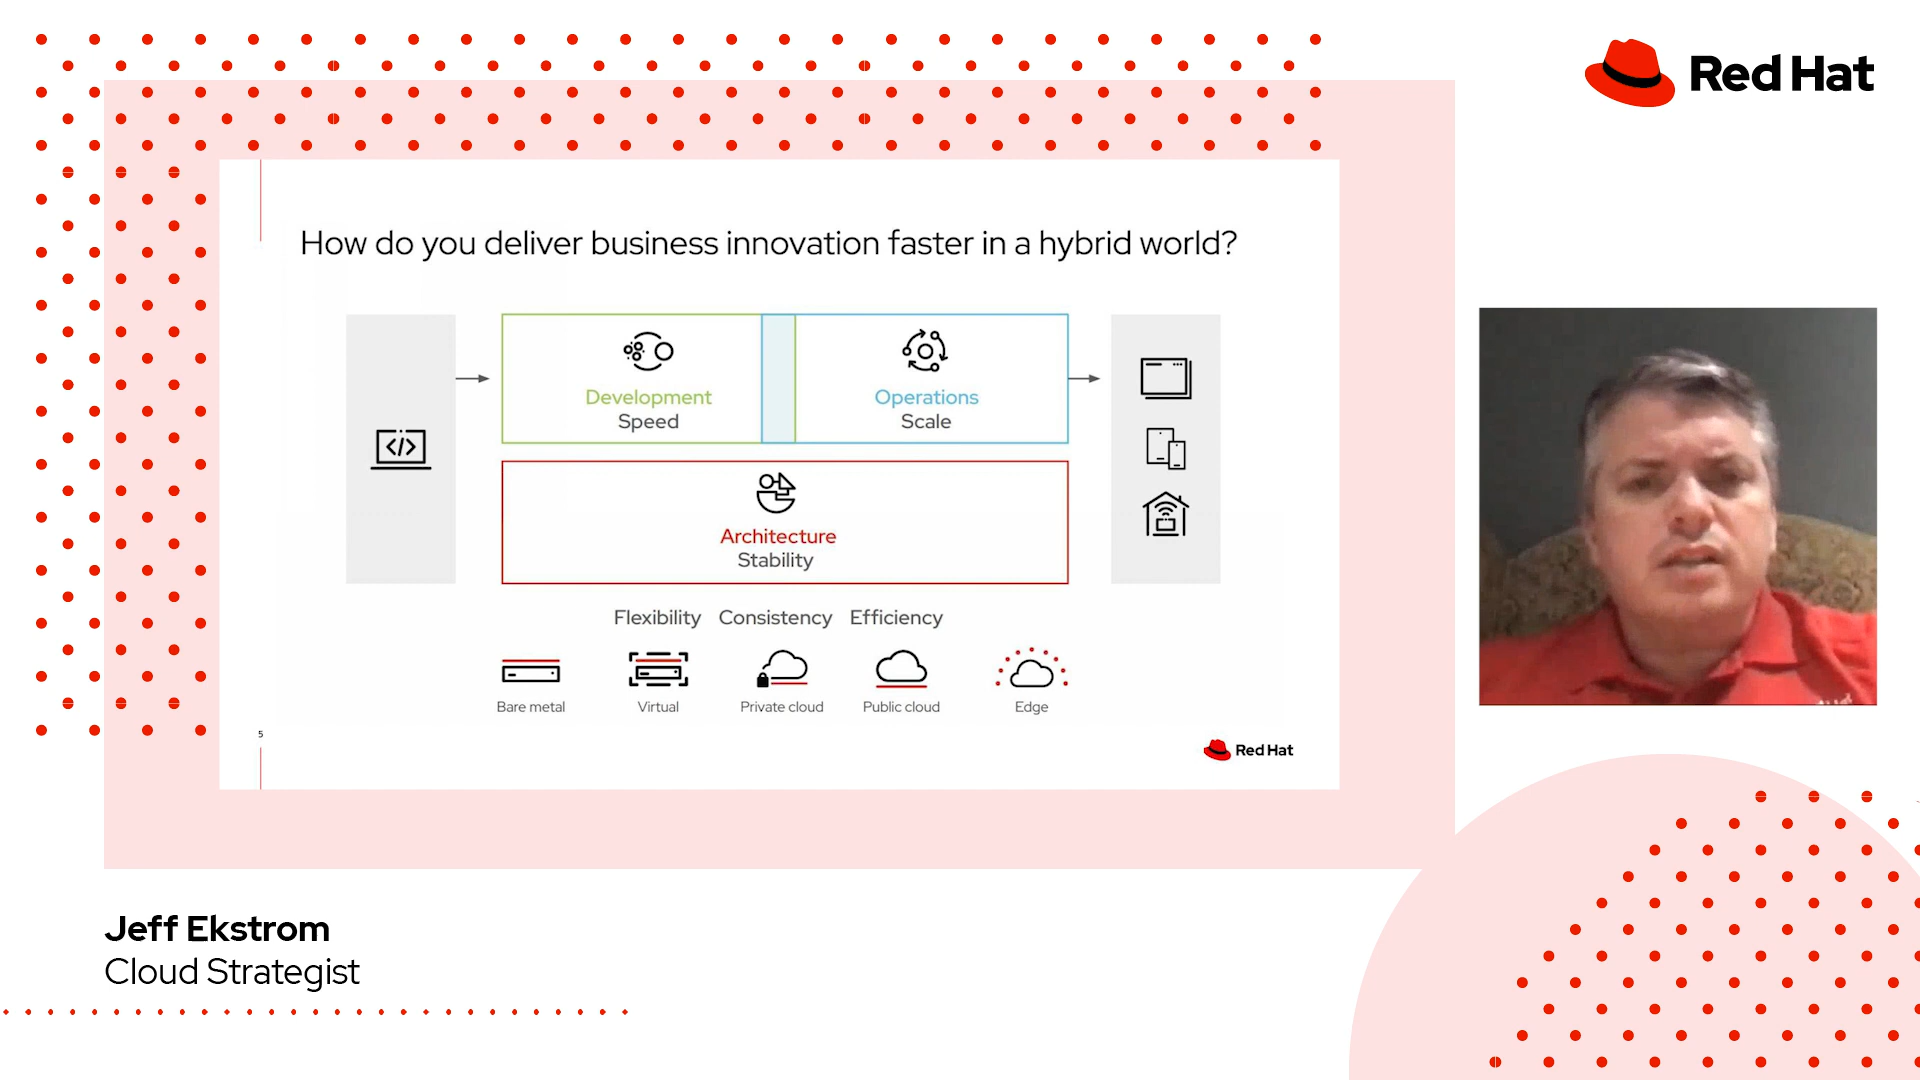 Red Hat
How do you deliver business innovation faster in a hybrid world?
</>
Development
Speed
Operations
Scale
Architecture
Stability
Flexibility Consistency Efficiency
Bare metal
Virtual
Private cloud
Public cloud
Edge
5
Red Hat
Jeff Ekstrom
Cloud Strategist